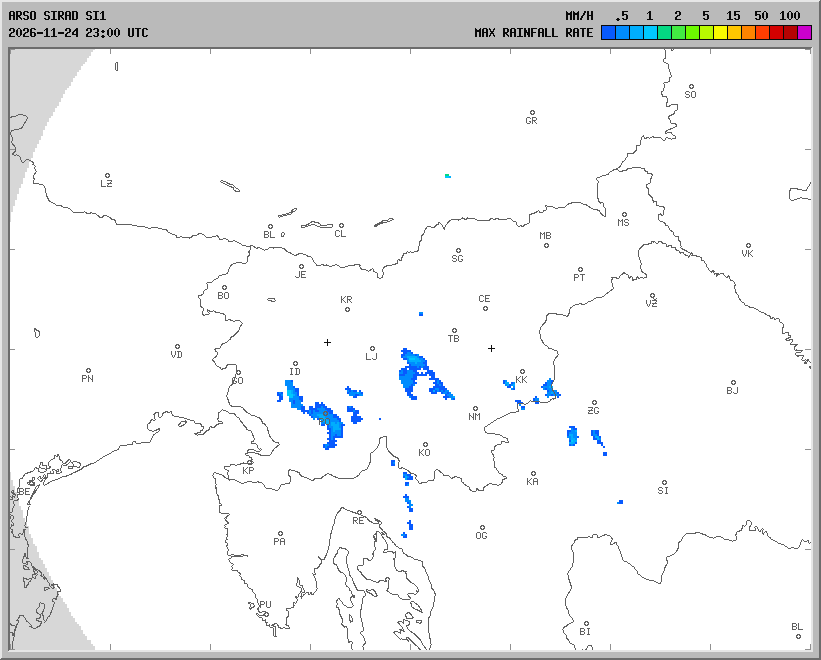 ARSO SIRAD SI1
2026-11-24 23:00 UTC
MM/H .5 1 2 5 15 50 100
MAX RAINFALL RATE
SO
GR
LZ
MS
BL
CL
MB
VK
SG
JE
PT
BO
KR
CE
VZ
TB
LJ
VD
ID
PN
GO
KK
BJ
ZG
NM
KO
KP
KA
BE
SI
RE
OG
PA
PU
BI
BL